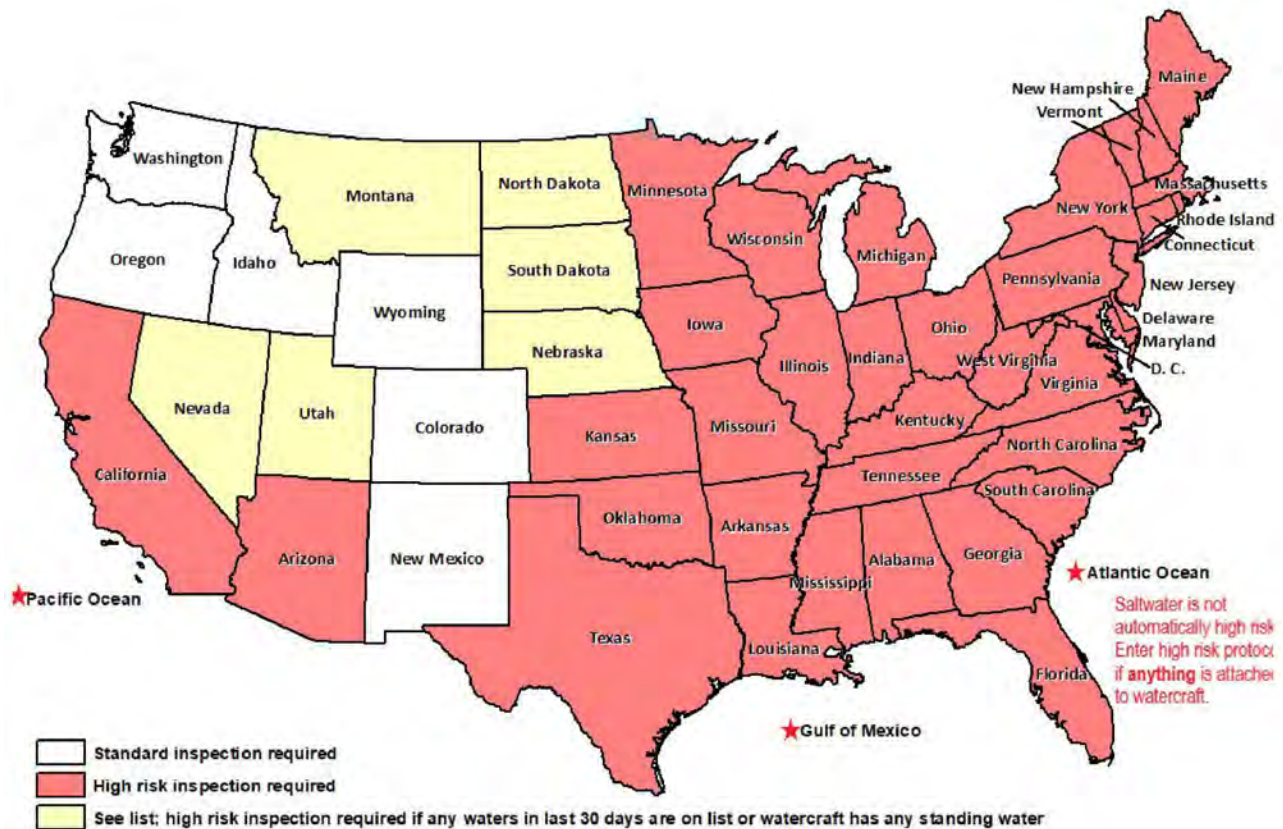 Maine
New Hampshire
Vermont
Washington
Montana
North Dakota
Minnesota
Massachusetts
New York
Rhode Island
Connecticut
Oregon
Idaho
South Dakota
Wisconsin
Michigan
Pennsylvania
New Jersey
Wyoming
Iowa
Ohio
Delaware
Maryland
Nebraska
Illinois
Indiana
West Virginia
Virginia
D. C.
Nevada
Utah
Colorado
Kansas
Missouri
Kentucky
California
North Carolina
Tennessee
South Carolina
Oklahoma
Arkansas
Arizona
New Mexico
Alabama
Georgia
Mississippi
Atlantic Ocean
Pacific Ocean
Saltwater is not
automatically high risk
Enter high risk protoc
if anything is attache
to watercraft.
Texas
Louisiana
Florida
Gulf of Mexico
Standard inspection required
High risk inspection required
See list; high risk inspection required if any waters in last 30 days are on list or watercraft has any standing water